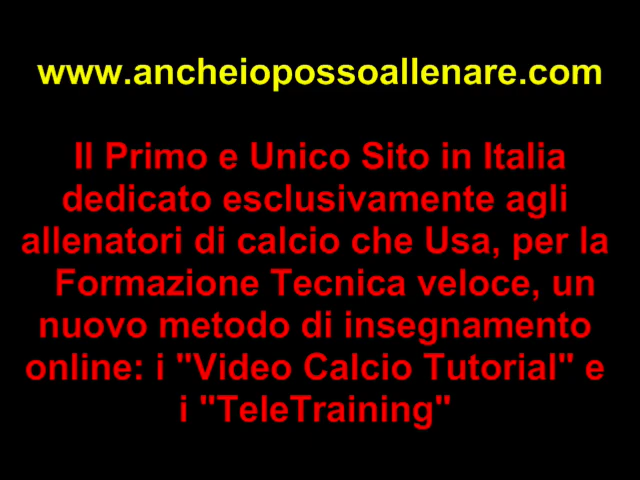 www.ancheiopossoallenare.com
Il Primo e Unico Sito in Italia
dedicato esclusivamente agli
allenatori di calcio che Usa, per la
Formazione Tecnica veloce, un
nuovo metodo di insegnamento
online: i "Video Calcio Tutorial" e
i "TeleTraining"